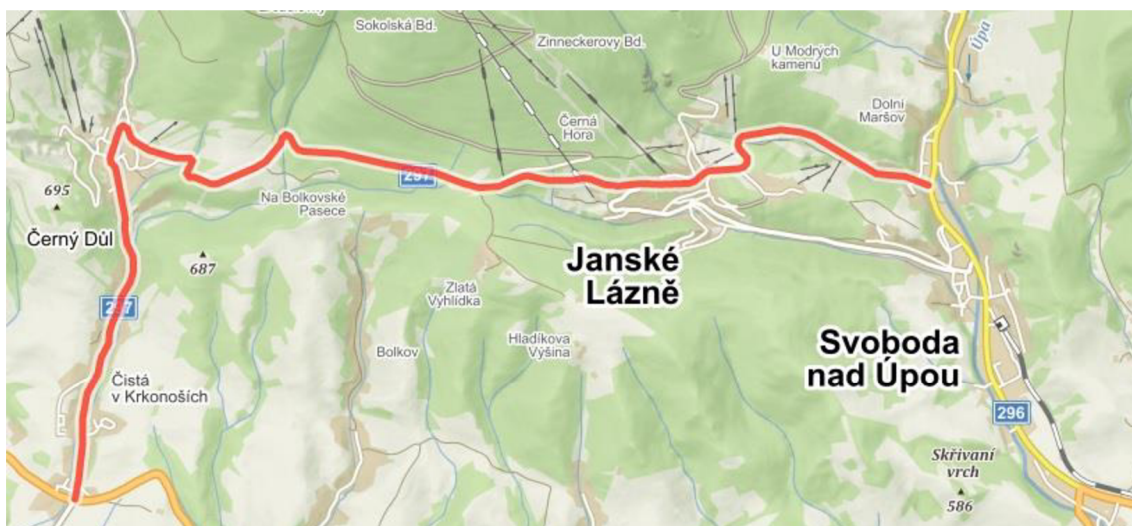 Sokolská Bd.
Zinneckerovy Bd.
U Modrých
kamenů
Úpa
Dolní
Maršov
Černá
Hora
297
695
Na Bolkovské
Pasece
Černý Důl
687
Janské
Lázně
Zlatá
Vyhlídka
297
Hladíkova
Výšina
Bolkov
Svoboda
nad Úpou
Čistá
v Krkonoších
296
Skřivaní
vrch
586